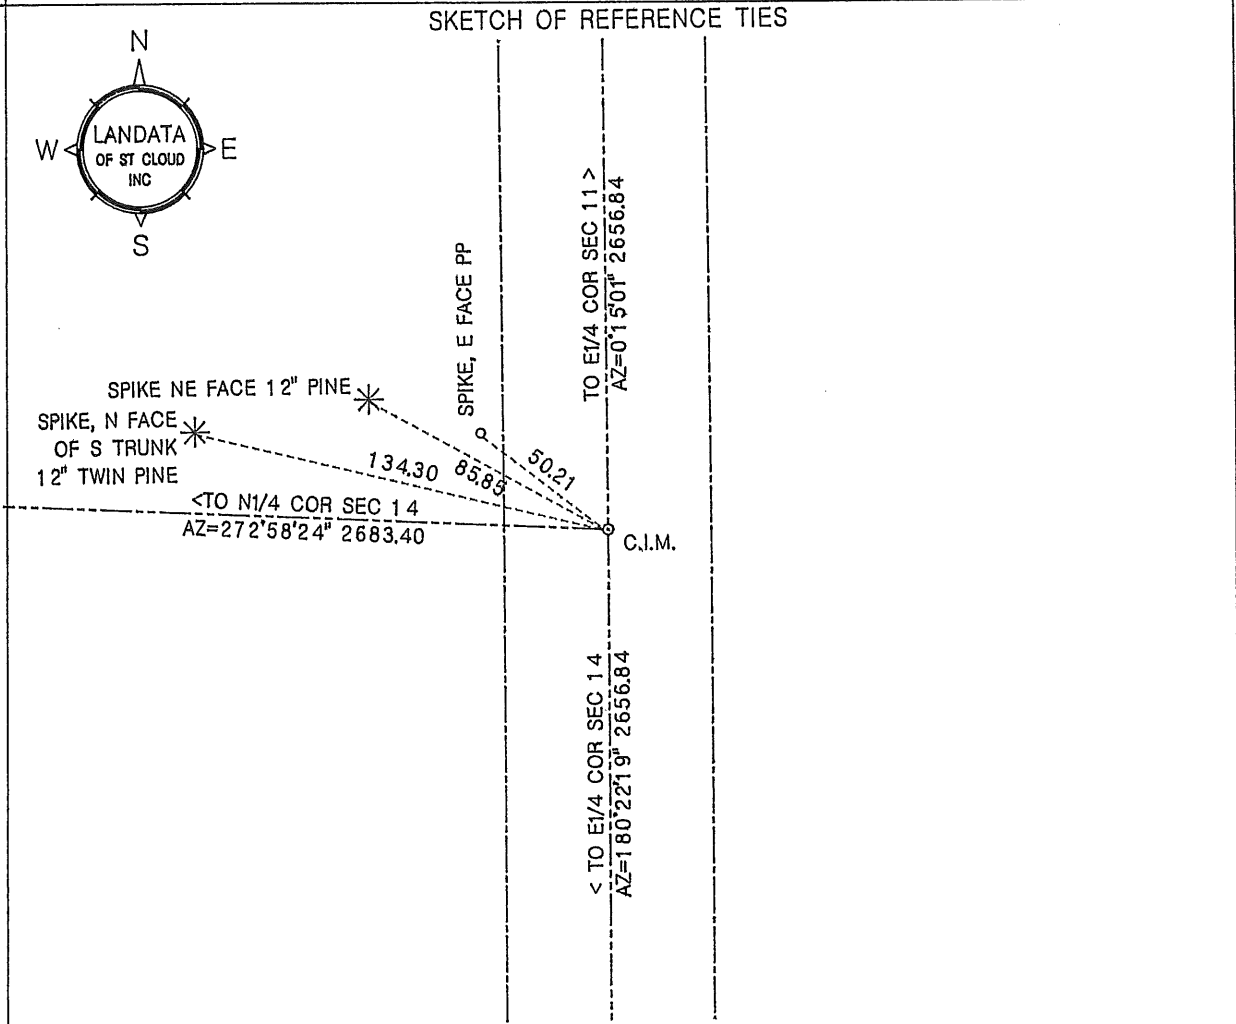 SKETCH OF REFERENCE TIES
N
W
E
S
LANDATA
OF ST CLOUD
INC
TO E1/4 COR SEC 11 >
AZ=0°15'01" 2656.84
SPIKE, E FACE PP
SPIKE NE FACE 12" PINE
SPIKE, N FACE
OF S TRUNK
12" TWIN PINE
134.30
85.85
50.21
<TO N1/4 COR SEC 14
AZ=272°58'24" 2683.40
C.I.M.
< TO E1/4 COR SEC 14
AZ=180°22'19" 2656.84